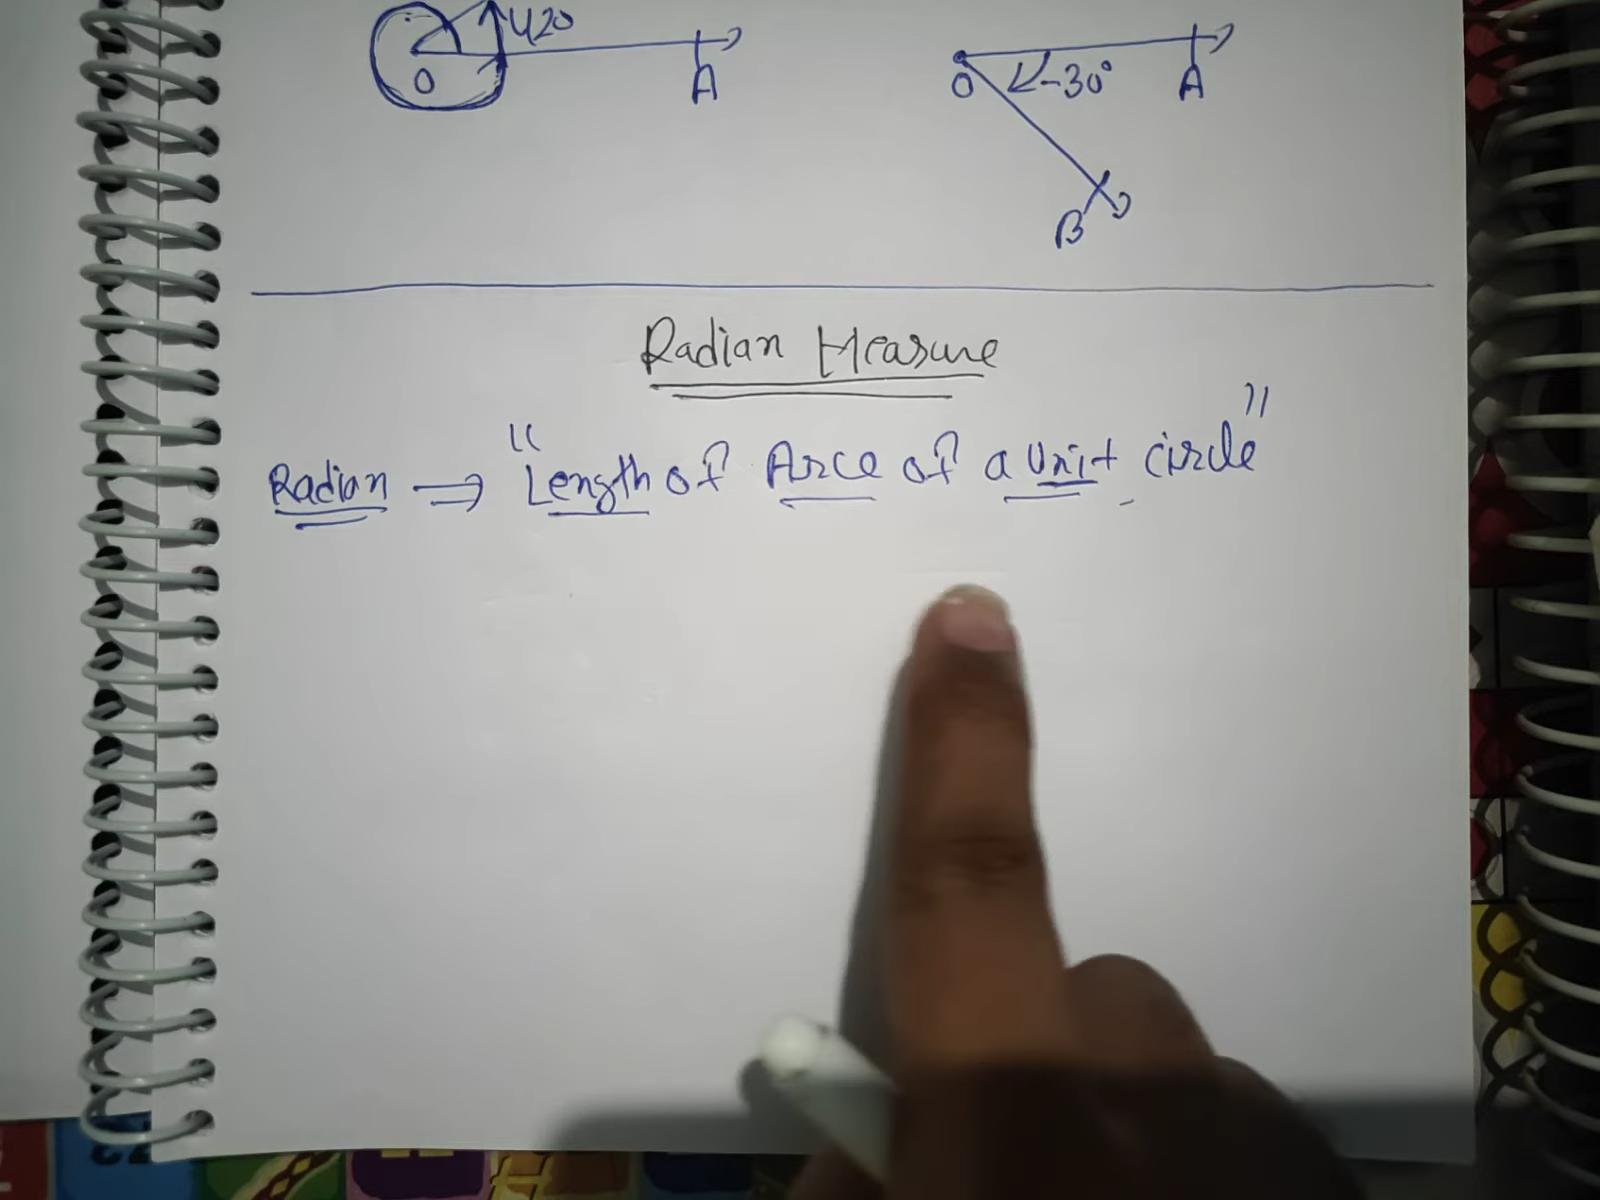 420
O A
O -30° A
B
Radian Measure
Radian ⇒ "Length of Arce of a Unit circle"